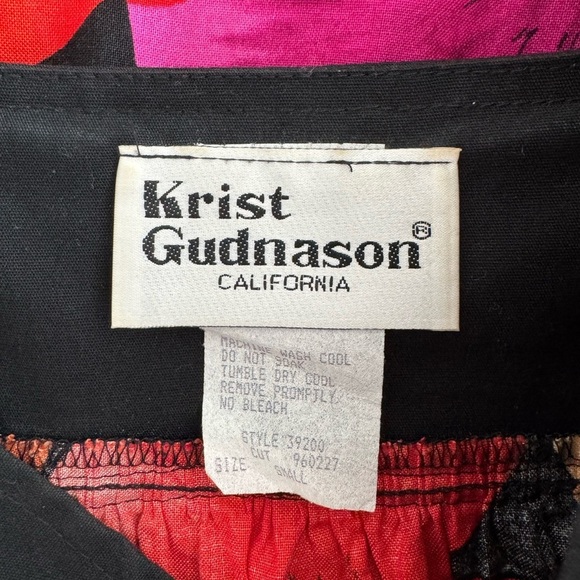 Krist
Gudnason®
CALIFORNIA
MACHINE WASH COOL
DO NOT SOAK
TUMBLE DRY COOL
REMOVE PROMPTLY.
NO BLEACH.
STYLE 39200
CUT 960227
SIZE SMALL